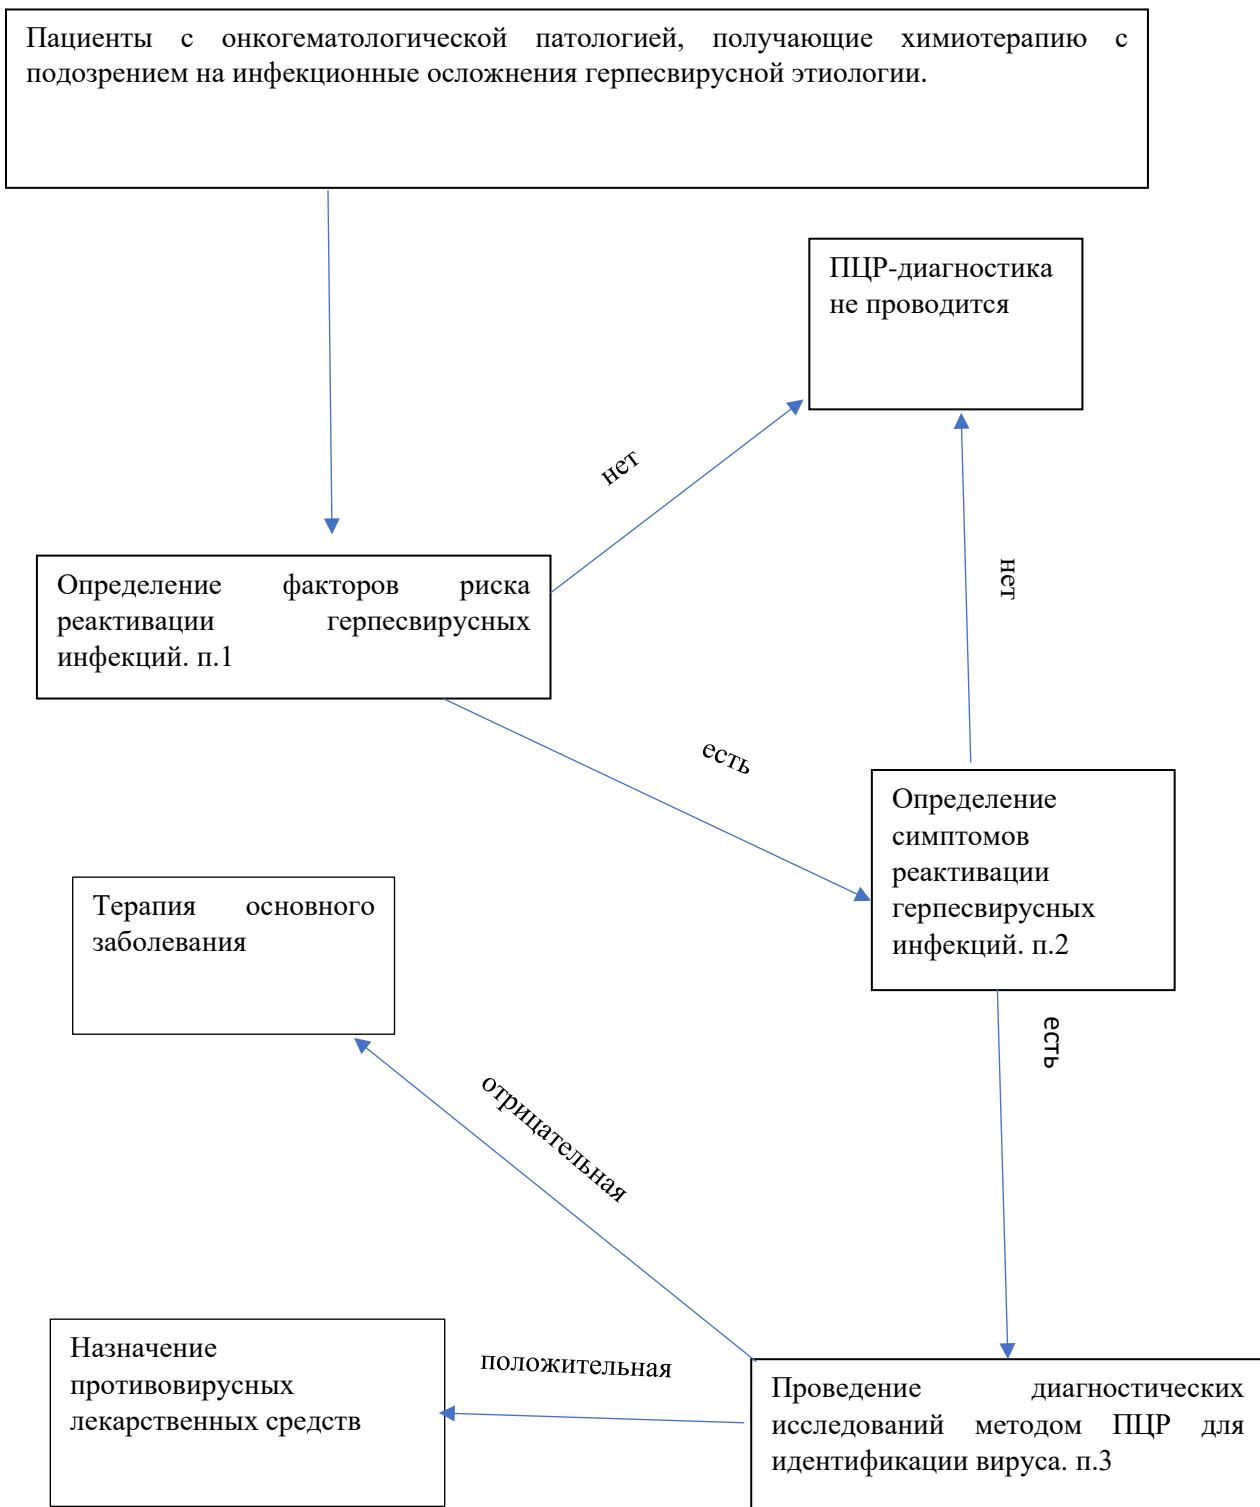 Пациенты с онкогематологической патологией, получающие химиотерапию с
подозрением на инфекционные осложнения герпесвирусной этиологии.
ПЦР-диагностика
не проводится
нет
нет
Определение факторов риска
реактивации герпесвирусных
инфекций. п.1
есть
Определение
симптомов
реактивации
герпесвирусных
инфекций. п.2
Терапия основного
заболевания
есть
отрицательная
Назначение
противовирусных
лекарственных средств
положительная
Проведение диагностических
исследований методом ПЦР для
идентификации вируса. п.3